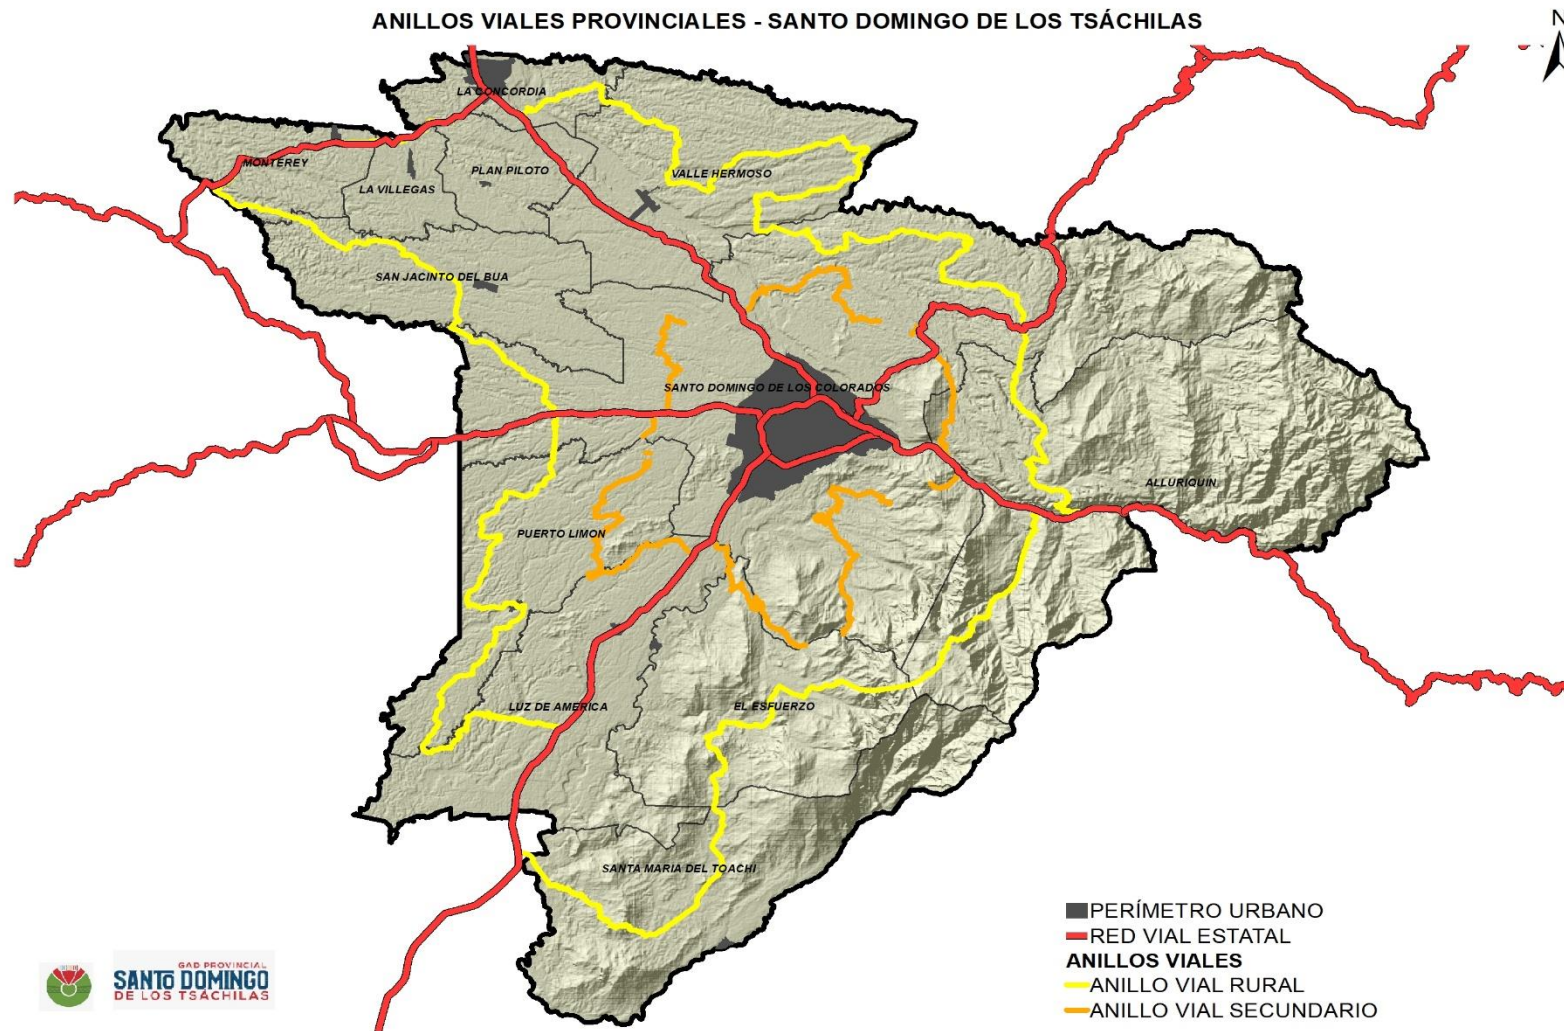 ANILLOS VIALES PROVINCIALES - SANTO DOMINGO DE LOS TSÁCHILAS
N
LA CONCORDIA
MONTEREY
LA VILLEGAS
PLAN PILOTO
VALLE HERMOSO
SAN JACINTO DEL BUA
SANTO DOMINGO DE LOS COLORADOS
ALLURIQUIN
PUERTO LIMON
LUZ DE AMERICA
EL ESFUERZO
SANTA MARIA DEL TOACHI
PERÍMETRO URBANO
RED VIAL ESTATAL
ANILLOS VIALES
ANILLO VIAL RURAL
ANILLO VIAL SECUNDARIO
GAD PROVINCIAL
SANTO DOMINGO
DE LOS TSÁCHILAS